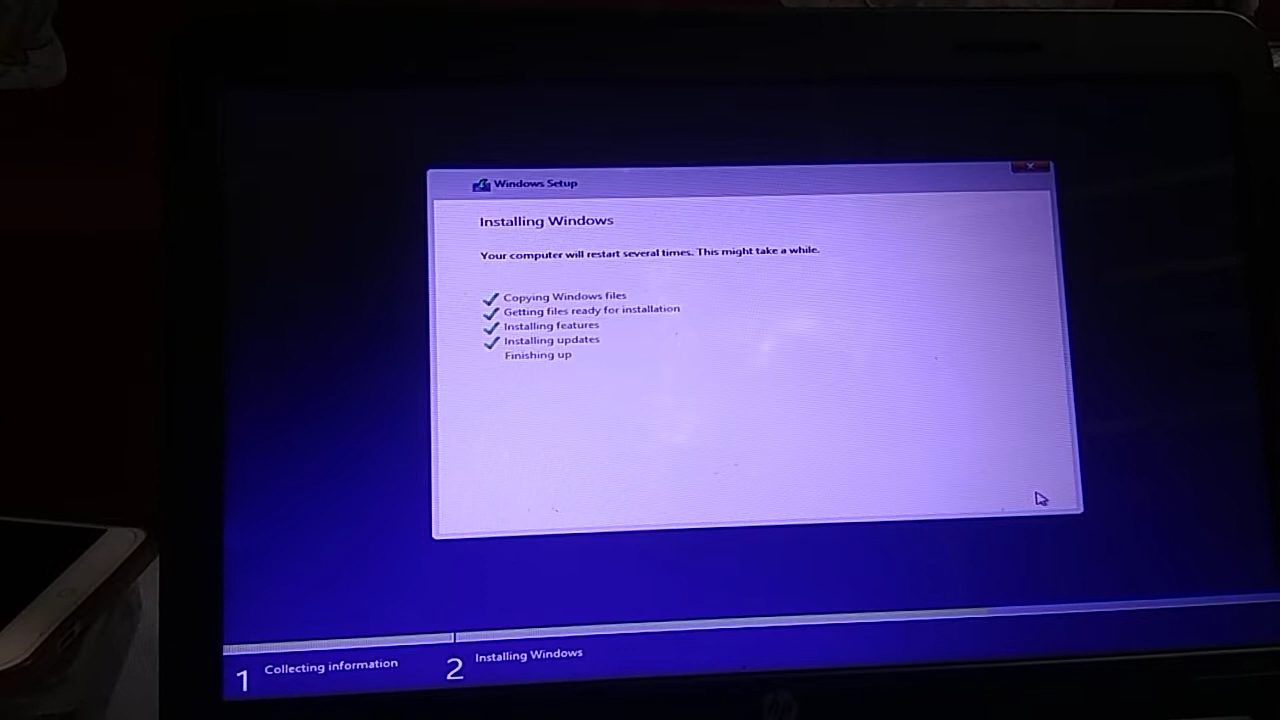 Windows Setup
Installing Windows
Your computer will restart several times. This might take a while.
Copying Windows files
Getting files ready for installation
Installing features
Installing updates
Finishing up
1 Collecting information
2 Installing Windows
hp